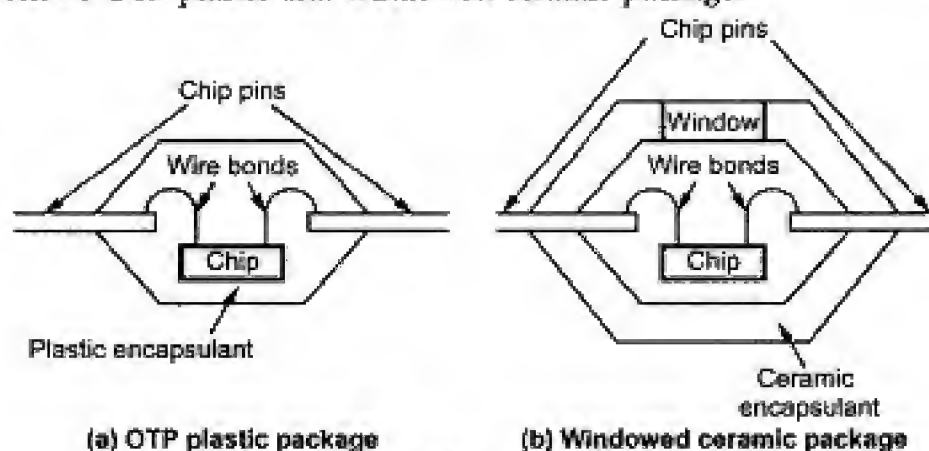 Chip pins
Chip pins
Window
Wire bonds
Wire bonds
Chip
Chip
Plastic encapsulant
Ceramic
encapsulant
(a) OTP plastic package
(b) Windowed ceramic package